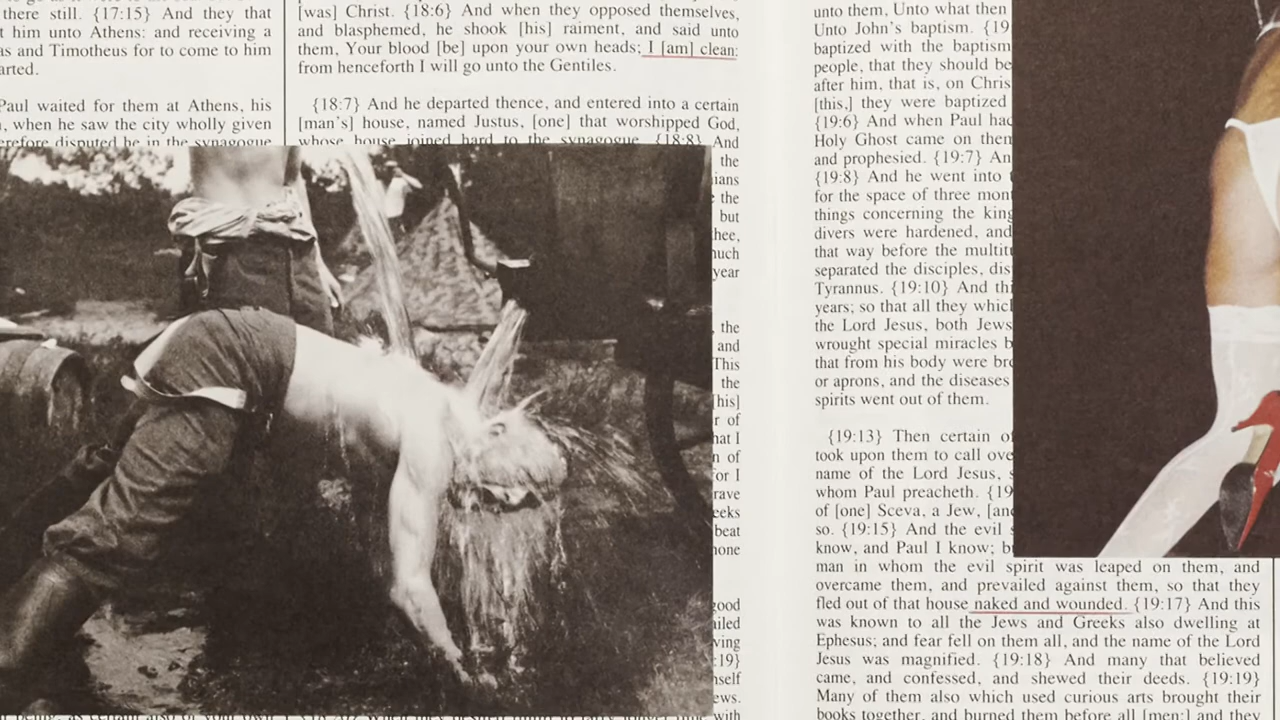 there still. {17:15} And they that
him unto Athens: and receiving a
as and Timotheus for to come to him
arted.
Paul waited for them at Athens, his
, when he saw the city wholly given
erefore disputed he in the synagogue
[was] Christ. {18:6} And when they opposed themselves,
and blasphemed, he shook [his] raiment, and said unto
them, Your blood [be] upon your own heads; I [am] clean:
from henceforth I will go unto the Gentiles.
{18:7} And he departed thence, and entered into a certain
[man's] house, named Justus, [one] that worshipped God,
whose house joined hard to the synagogue. {18:8} And
the
ians
the
but
hee,
much
year
the
and
This
the
[his]
r of
hat I
n of
for I
rave
eeks
beat
none
good
ailed
ving
:19}
nself
ews.
with
unto them, Unto what then
Unto John's baptism. {19
baptized with the baptism
people, that they should be
after him, that is, on Chris
[this,] they were baptized
{19:6} And when Paul had
Holy Ghost came on them
and prophesied. {19:7} An
{19:8} And he went into
for the space of three mont
things concerning the king
divers were hardened, and
that way before the multitu
separated the disciples, dis
Tyrannus. {19:10} And thi
years; so that all they which
the Lord Jesus, both Jews
wrought special miracles b
that from his body were bro
or aprons, and the diseases
spirits went out of them.
{19:13} Then certain of
took upon them to call ove
name of the Lord Jesus, s
whom Paul preacheth. {19
of [one] Sceva, a Jew, [and
so. {19:15} And the evil s
know, and Paul I know; b
man in whom the evil spirit was leaped on them, and
overcame them, and prevailed against them, so that they
fled out of that house naked and wounded. {19:17} And this
was known to all the Jews and Greeks also dwelling at
Ephesus; and fear fell on them all, and the name of the Lord
Jesus was magnified. {19:18} And many that believed
came, and confessed, and shewed their deeds. {19:19}
Many of them also which used curious arts brought their
books together, and burned them before all [men:] and they